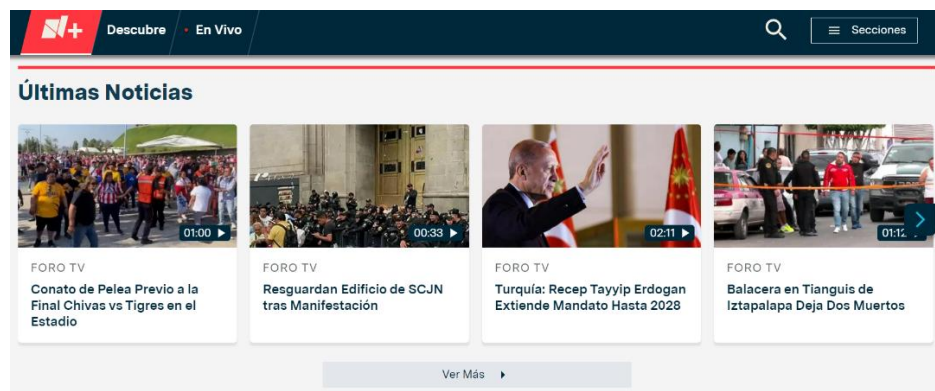 N+
Descubre
En Vivo
Secciones
Últimas Noticias
01:00
00:33
02:11
01:12
FORO TV
Conato de Pelea Previo a la
Final Chivas vs Tigres en el
Estadio
FORO TV
Resguardan Edificio de SCJN
tras Manifestación
FORO TV
Turquía: Recep Tayyip Erdogan
Extiende Mandato Hasta 2028
FORO TV
Balacera en Tianguis de
Iztapalapa Deja Dos Muertos
Ver Más